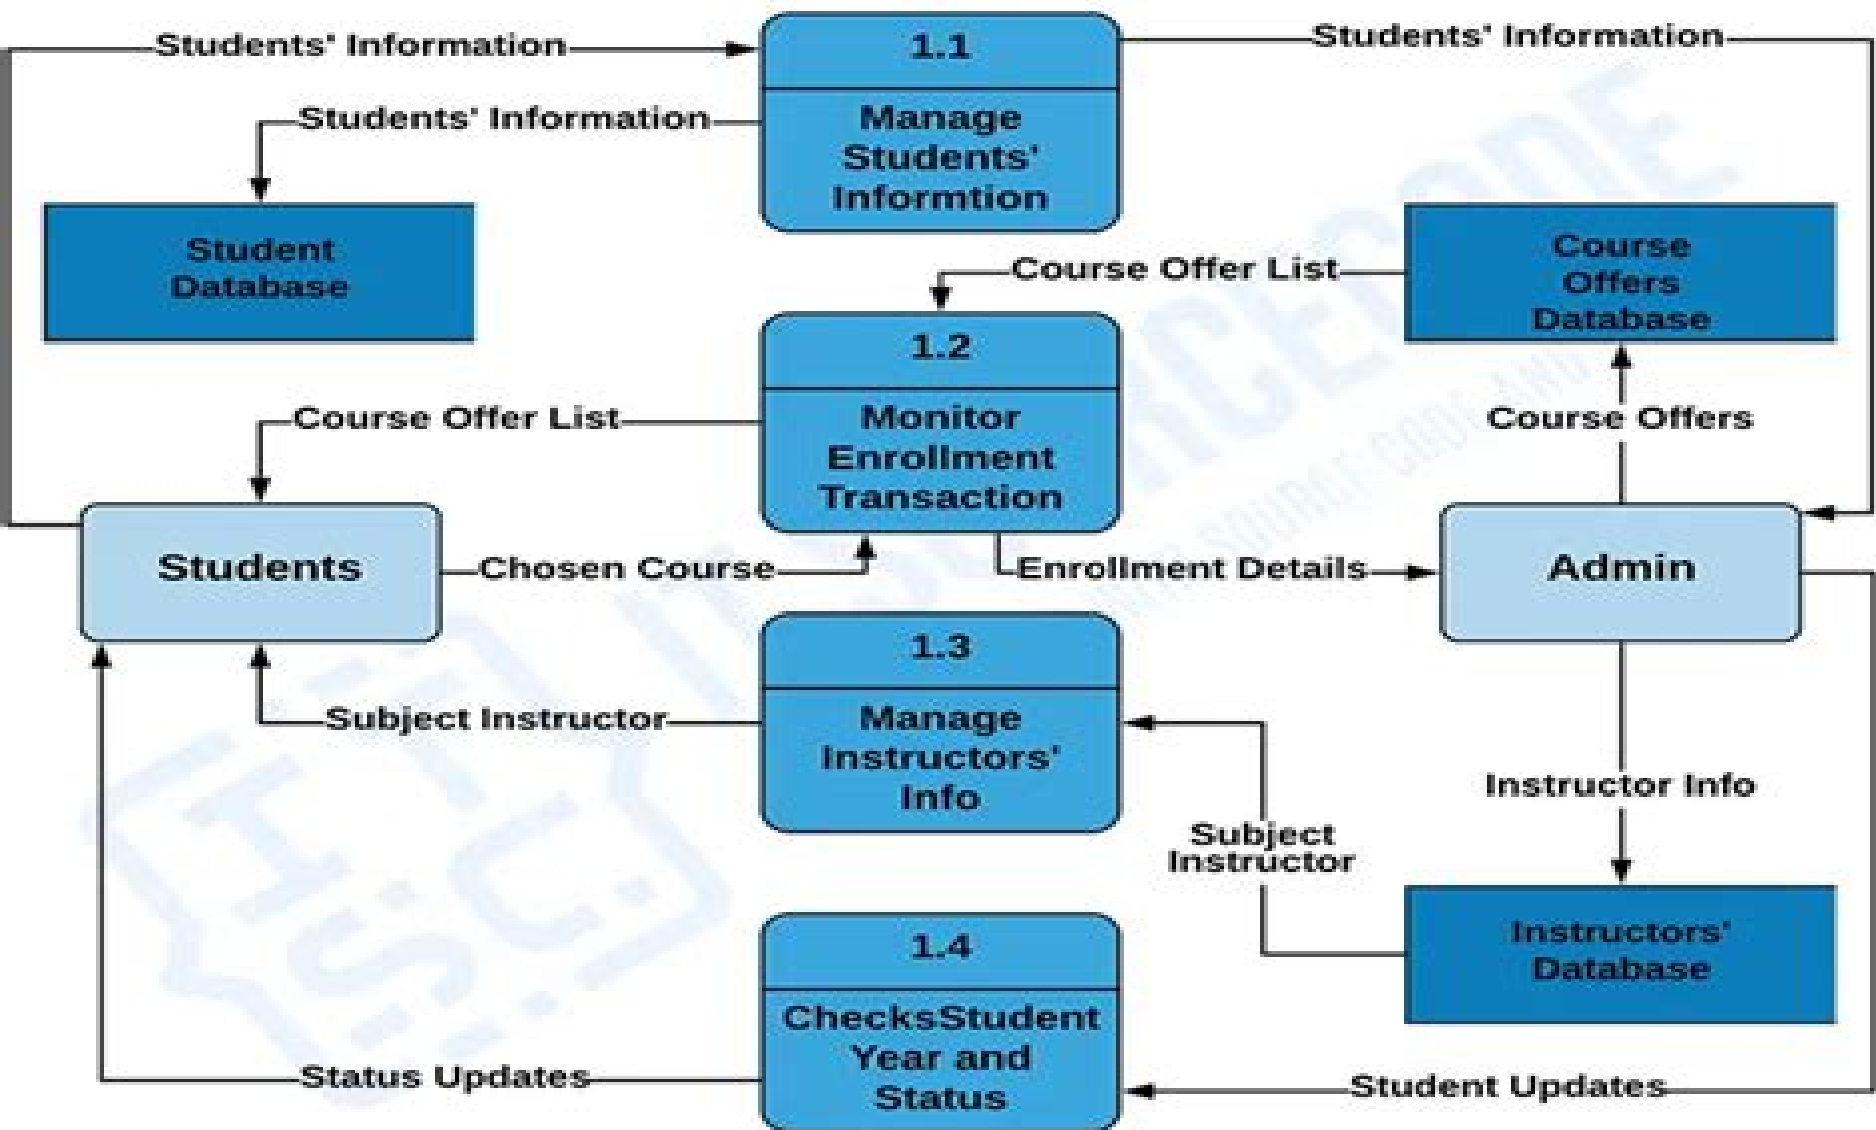 Students' Information
1.1
Students' Information
Students' Information
Manage
Students'
Informtion
Student
Database
Course
Offers
Database
Course Offer List
1.2
Course Offer List
Monitor
Enrollment
Transaction
Course Offers
Students
Chosen Course
Enrollment Details
Admin
1.3
Subject Instructor
Manage
Instructors'
Info
Instructor Info
Subject
Instructor
1.4
Instructors'
Database
ChecksStudent
Year and
Status
Status Updates
Student Updates